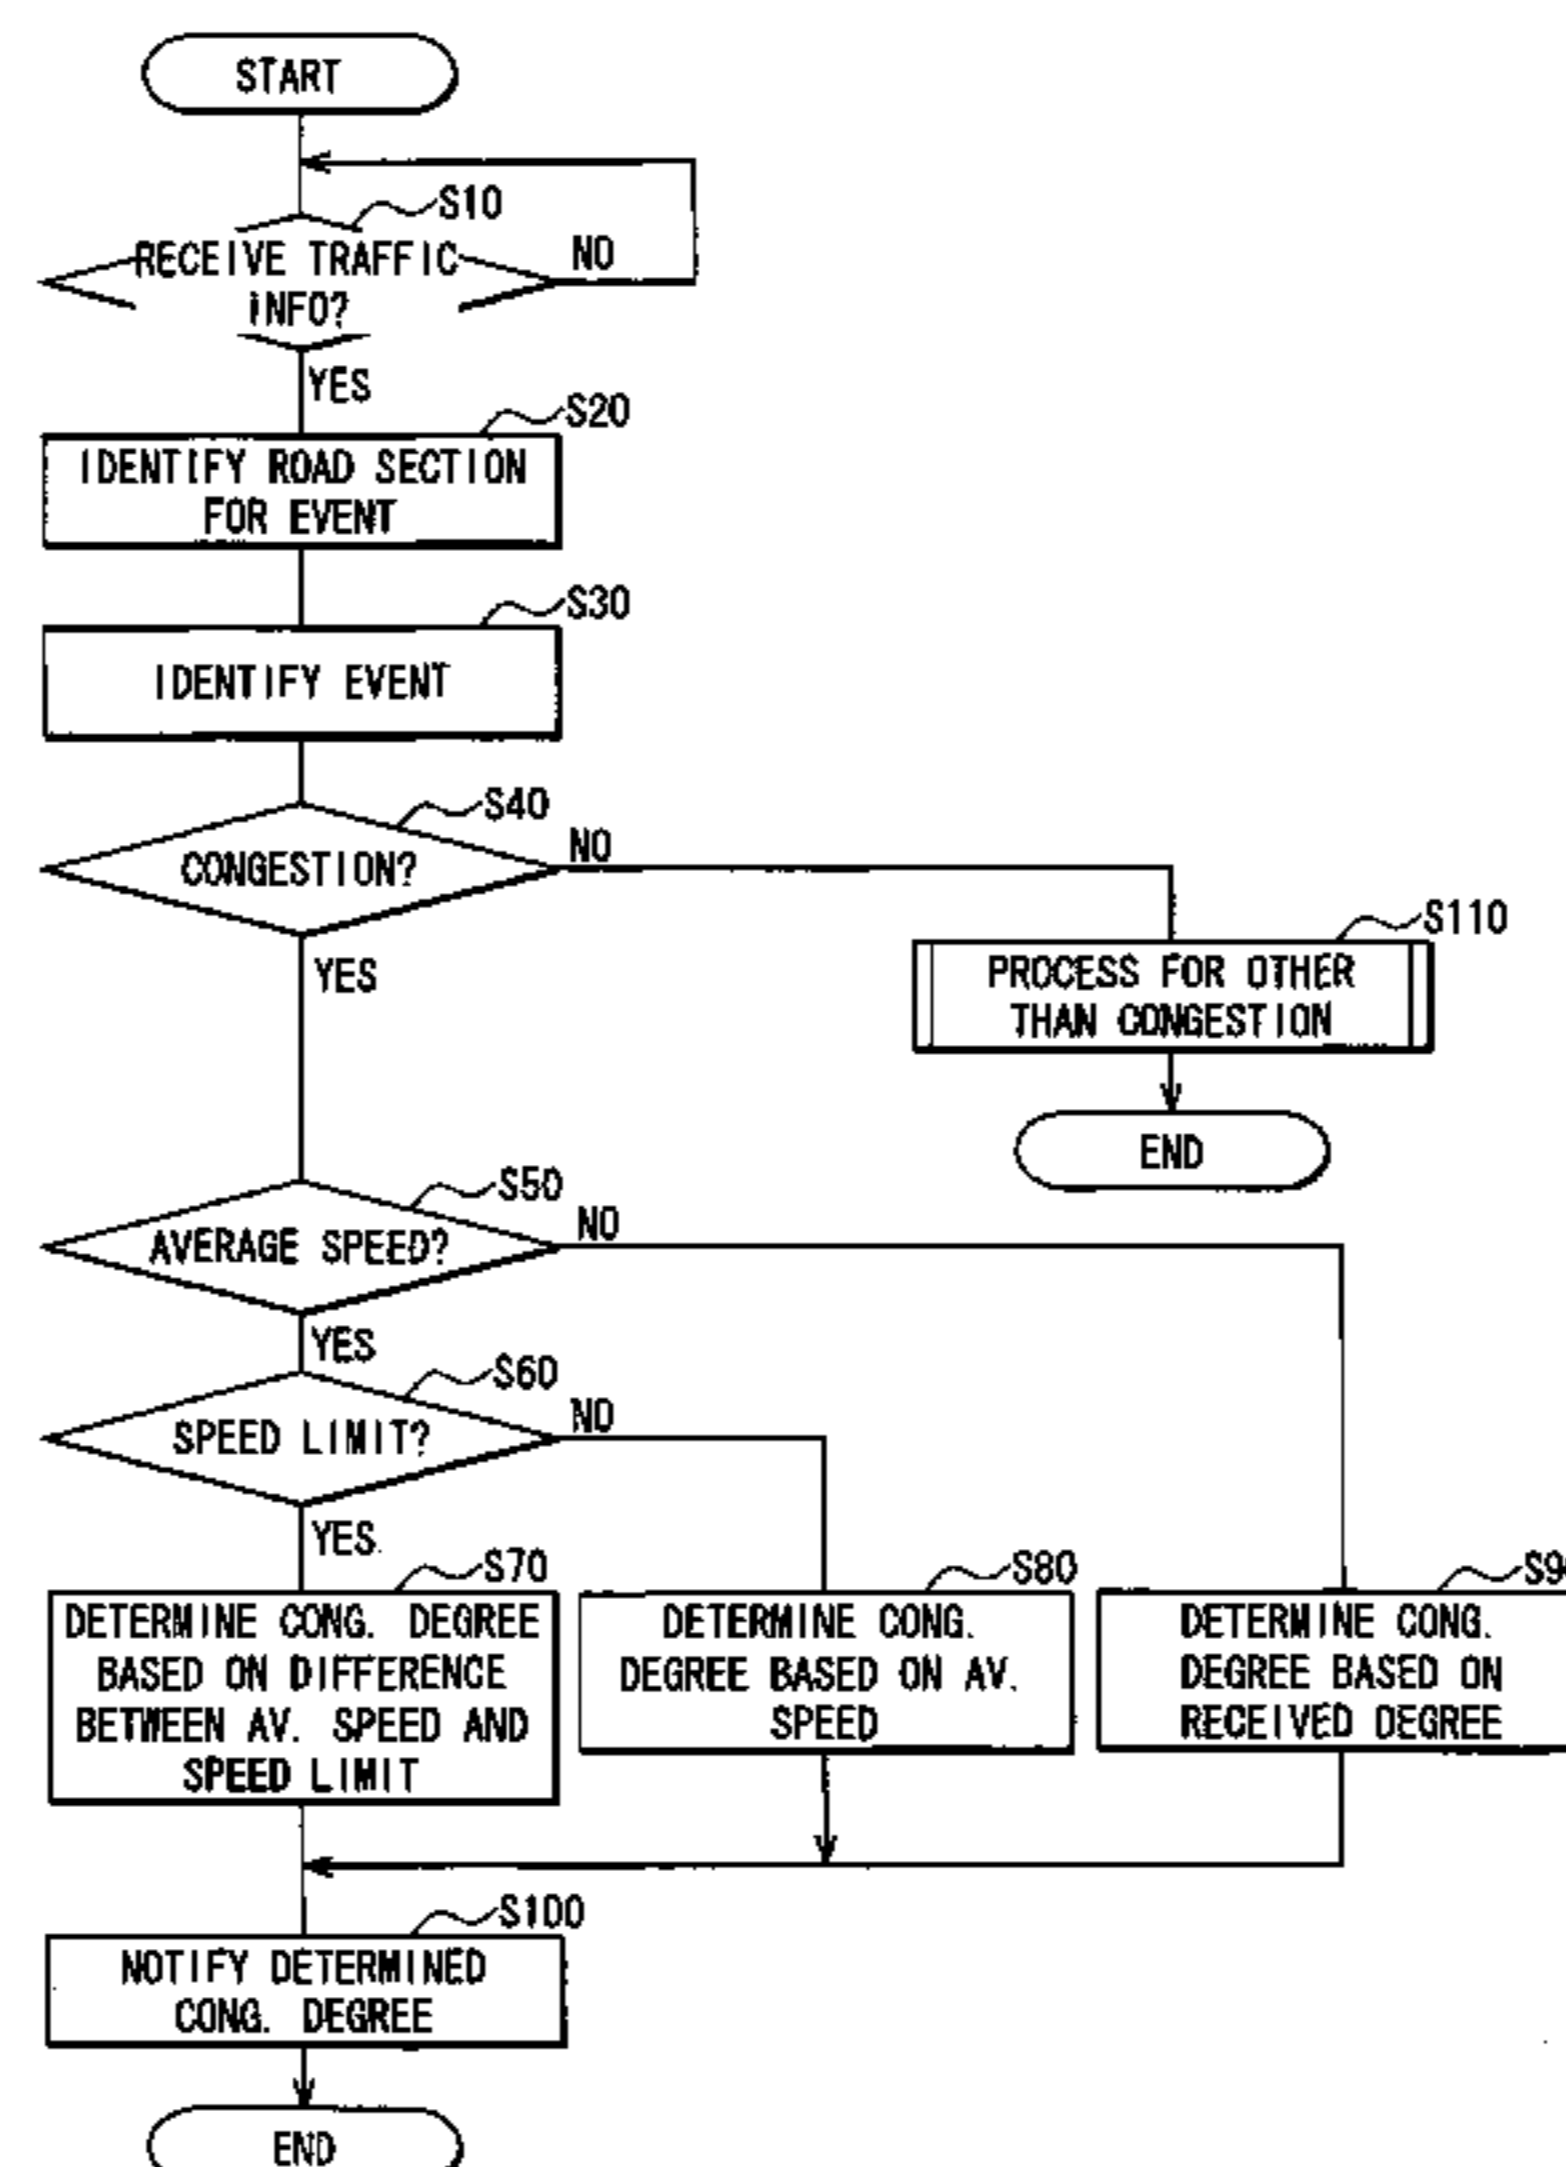 START
S10
RECEIVE TRAFFIC
INFO?
NO
YES
S20
IDENTIFY ROAD SECTION
FOR EVENT
S30
IDENTIFY EVENT
S40
CONGESTION?
NO
YES
S110
PROCESS FOR OTHER
THAN CONGESTION
END
S50
AVERAGE SPEED?
NO
YES
S60
SPEED LIMIT?
NO
YES
S70
DETERMINE CONG. DEGREE
BASED ON DIFFERENCE
BETWEEN AV. SPEED AND
SPEED LIMIT
S80
DETERMINE CONG.
DEGREE BASED ON AV.
SPEED
DETERMINE CONG.
DEGREE BASED ON
RECEIVED DEGREE
S100
NOTIFY DETERMINED
CONG. DEGREE
END